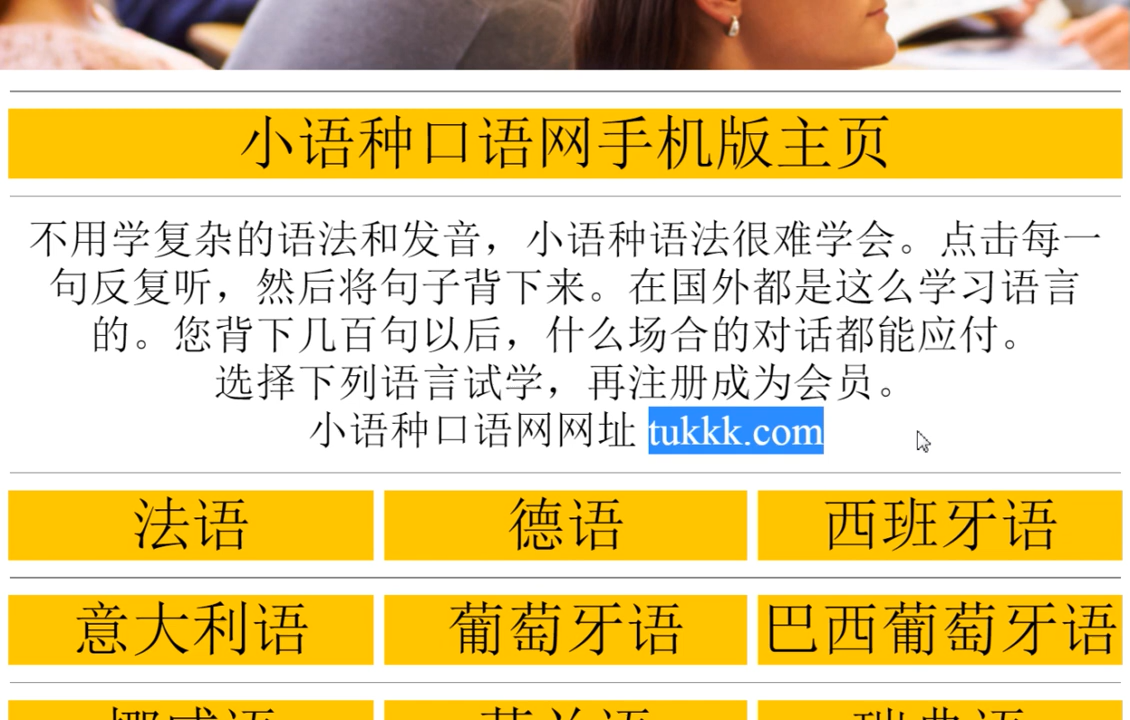 小语种口语网手机版主页
不用学复杂的语法和发音，小语种语法很难学会。点击每一
句反复听，然后将句子背下来。在国外都是这么学习语言
的。您背下几百句以后，什么场合的对话都能应付。
选择下列语言试学，再注册成为会员。
小语种口语网网址 tukkk.com
法语 德语 西班牙语
意大利语 葡萄牙语 巴西葡萄牙语